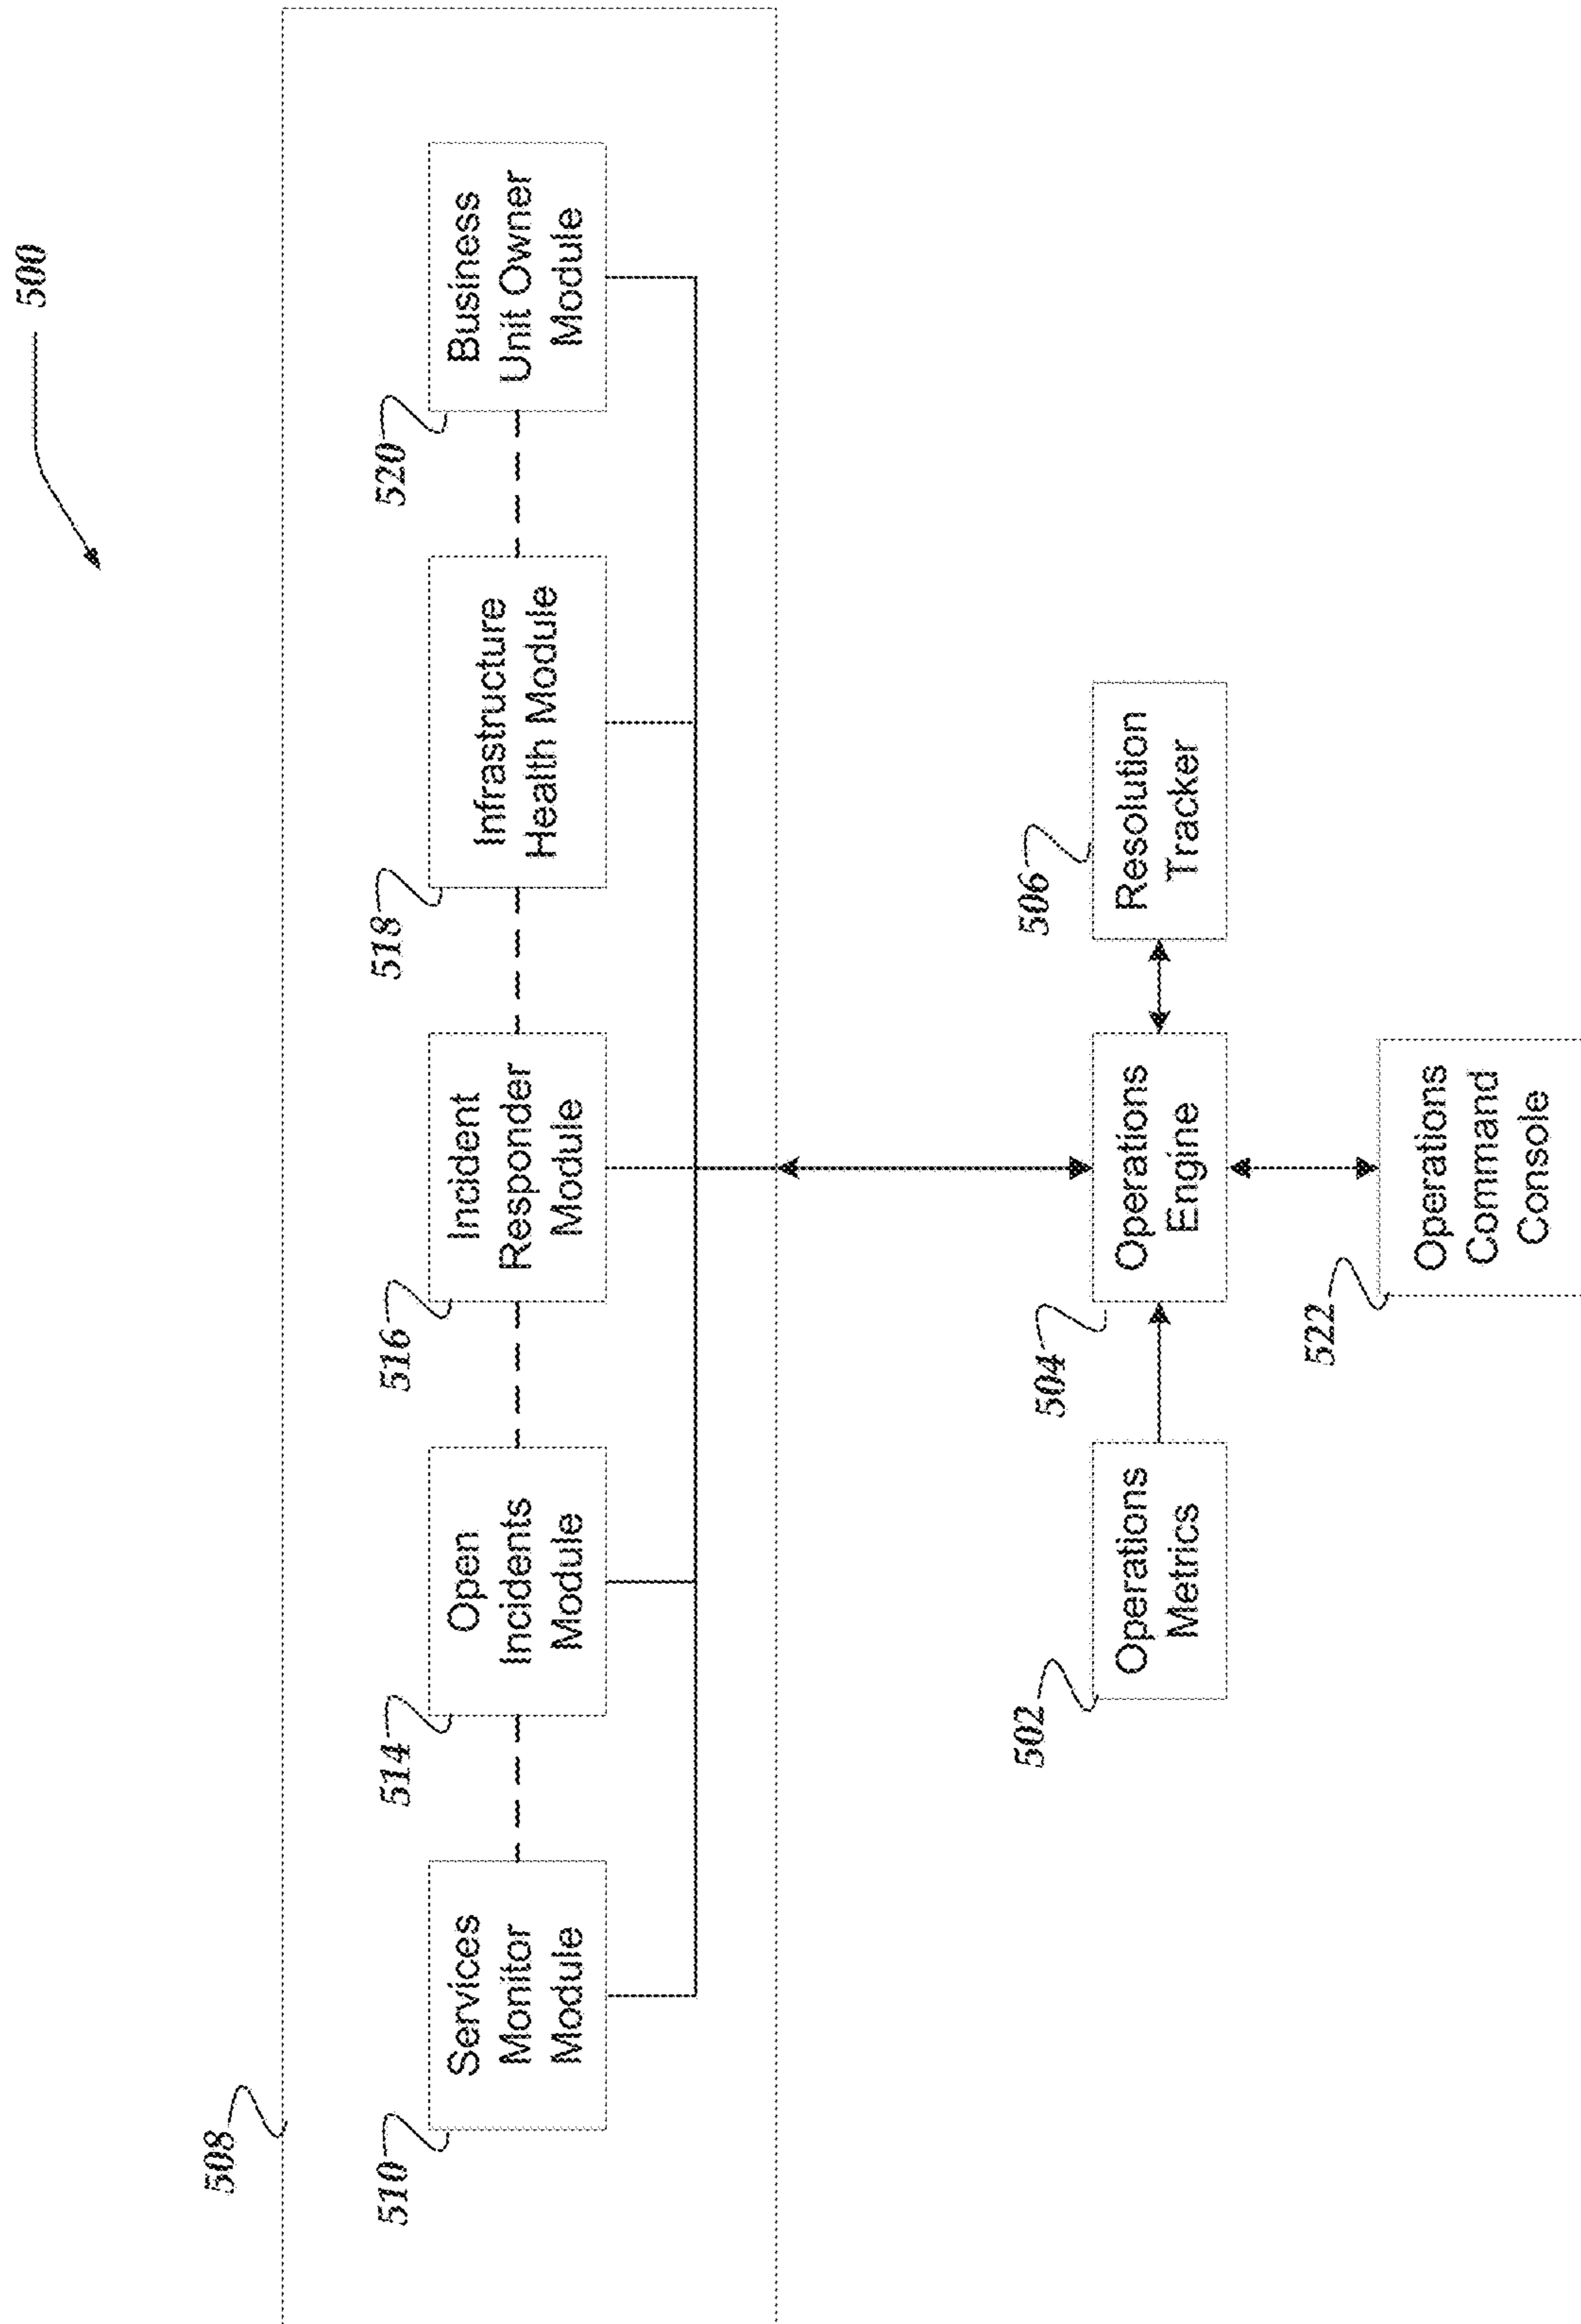 500
508
510
Services
Monitor
Module
514
Open
Incidents
Module
516
Incident
Responder
Module
518
Infrastructure
Health Module
520
Business
Unit Owner
Module
502
Operations
Metrics
504
Operations
Engine
506
Resolution
Tracker
522
Operations
Command
Console